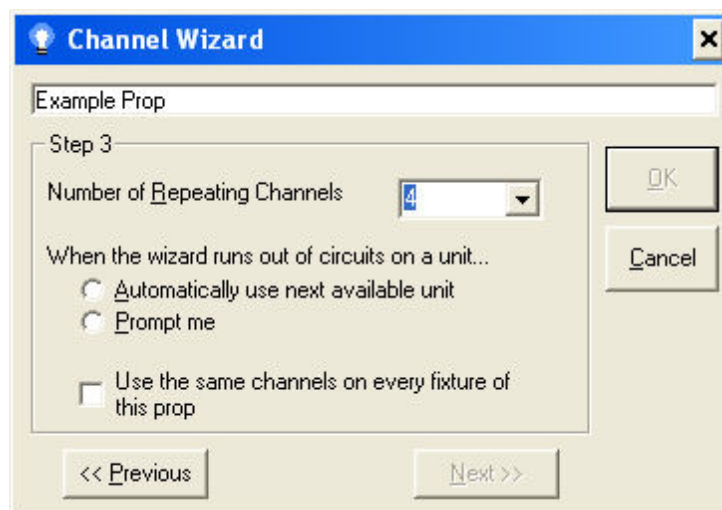 Channel Wizard
Example Prop
Step 3
Number of Repeating Channels 4
OK
When the wizard runs out of circuits on a unit...
Cancel
Automatically use next available unit
Prompt me
Use the same channels on every fixture of
this prop
<< Previous
Next >>